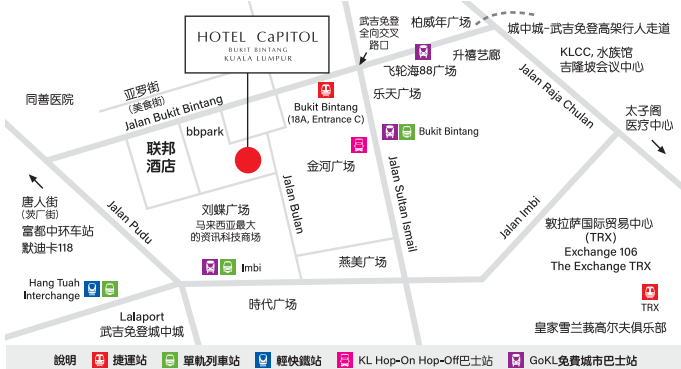 HOTEL CaPITOL
BUKIT BINTANG
KUALA LUMPUR
武吉免登
全向交叉
路口
柏威年广场
城中城-武吉免登高架行人走道
升禧艺廊
KLCC, 水族馆
吉隆坡会议中心
飞轮海88广场
Jalan Raja Chulan
同善医院
亚罗街
(美食街)
Jalan Bukit Bintang
Bukit Bintang
(18A, Entrance C)
乐天广场
太子阁
医疗中心
bbpark
Bukit Bintang
联邦
酒店
金河广场
Jalan Sultan Ismail
唐人街
(茨厂街)
富都中环车站
默迪卡118
Jalan Pudu
刘蝶广场
马来西亚最大
的资讯科技商场
Jalan Bulan
Jalan Imbi
敦拉萨国际贸易中心
(TRX)
Exchange 106
The Exchange TRX
燕美广场
Imbi
Hang Tuah
Interchange
時代广场
TRX
Lalaport
武吉免登城中城
皇家雪兰莪高尔夫俱乐部
說明
捷運站
單軌列車站
輕快鐵站
KL Hop-On Hop-Off巴士站
GoKL免費城市巴士站